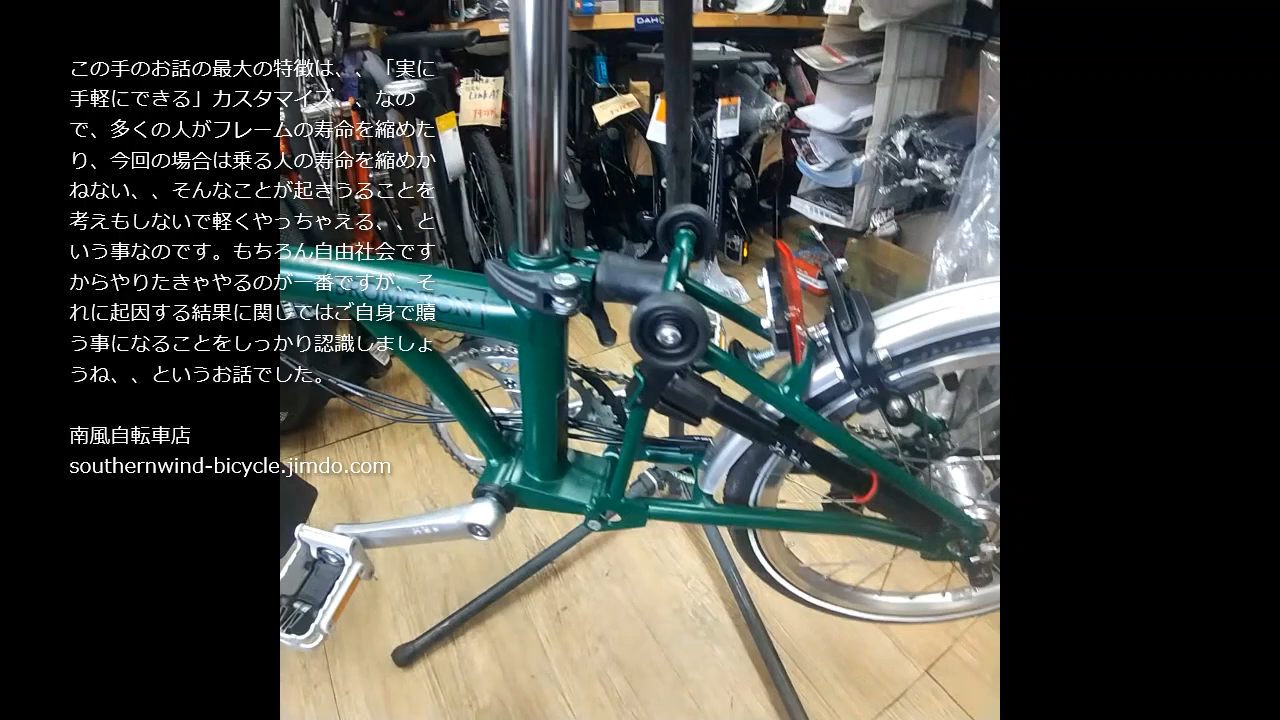 この手のお話の最大の特徴は、、「実に
手軽にできる」カスタマイズ、、なの
で、多くの人がフレームの寿命を縮めた
り、今回の場合は乗る人の寿命を縮めか
ねない、、そんなことが起きうることを
考えもしないで軽くやっちゃえる、、と
いう事なのです。もちろん自由社会です
からやりたきゃやるのが一番ですが、そ
れに起因する結果に関してはご自身で贖
う事になることをしっかり認識しましょ
うね、、というお話でした。
南風自転車店
southernwind-bicycle.jimdo.com
DAHO